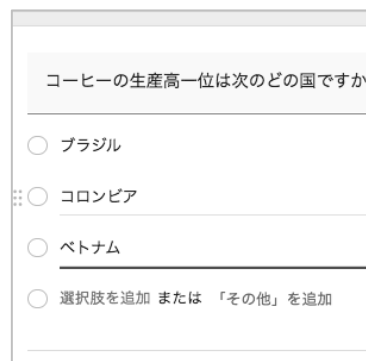 コーヒーの生産高一位は次のどの国ですか
ブラジル
コロンビア
ベトナム
選択肢を追加 または 「その他」を追加